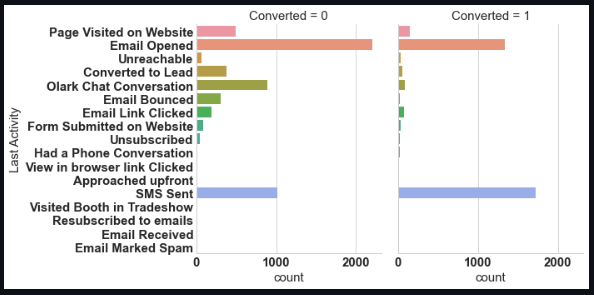 Converted = 0
Converted = 1
Last Activity
Page Visited on Website
Email Opened
Unreachable
Converted to Lead
Olark Chat Conversation
Email Bounced
Email Link Clicked
Form Submitted on Website
Unsubscribed
Had a Phone Conversation
View in browser link Clicked
Approached upfront
SMS Sent
Visited Booth in Tradeshow
Resubscribed to emails
Email Received
Email Marked Spam
0 1000 2000
0 1000 2000
count
count